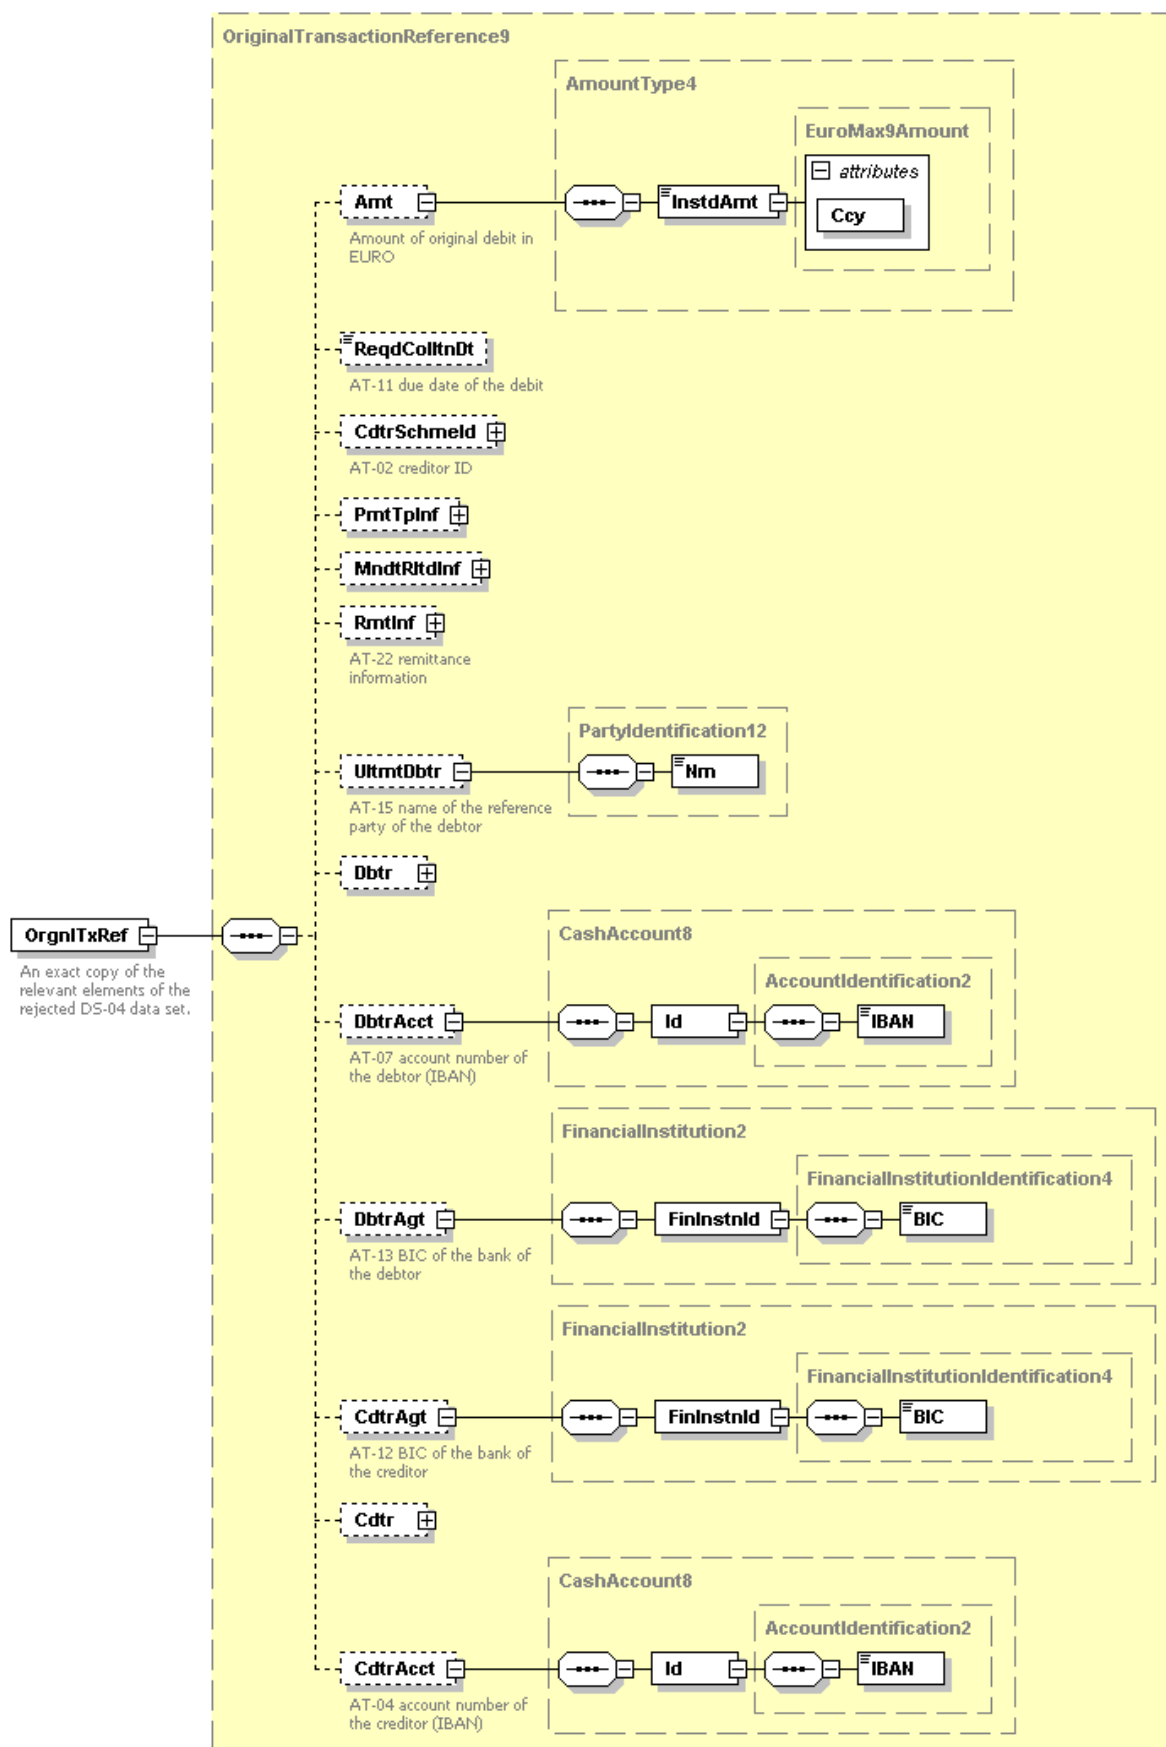 OriginalTransactionReference9
AmountType4
EuroMax9Amount
attributes
Amt
InstdAmt
Ccy
Amount of original debit in
EURO
ReqdColltnDt
AT-11 due date of the debit
CdtrSchmeId
AT-02 creditor ID
PmtTpInf
MndtRltdInf
RmtInf
AT-22 remittance
information
PartyIdentification12
UltmtDbtr
Nm
AT-15 name of the reference
party of the debtor
Dbtr
OrgnlTxRef
An exact copy of the
relevant elements of the
rejected DS-04 data set.
CashAccount8
AccountIdentification2
DbtrAcct
Id
IBAN
AT-07 account number of
the debtor (IBAN)
FinancialInstitution2
FinancialInstitutionIdentification4
DbtrAgt
FinInstnId
BIC
AT-13 BIC of the bank of
the debtor
FinancialInstitution2
FinancialInstitutionIdentification4
CdtrAgt
FinInstnId
BIC
AT-12 BIC of the bank of
the creditor
Cdtr
CashAccount8
AccountIdentification2
CdtrAcct
Id
IBAN
AT-04 account number of
the creditor (IBAN)